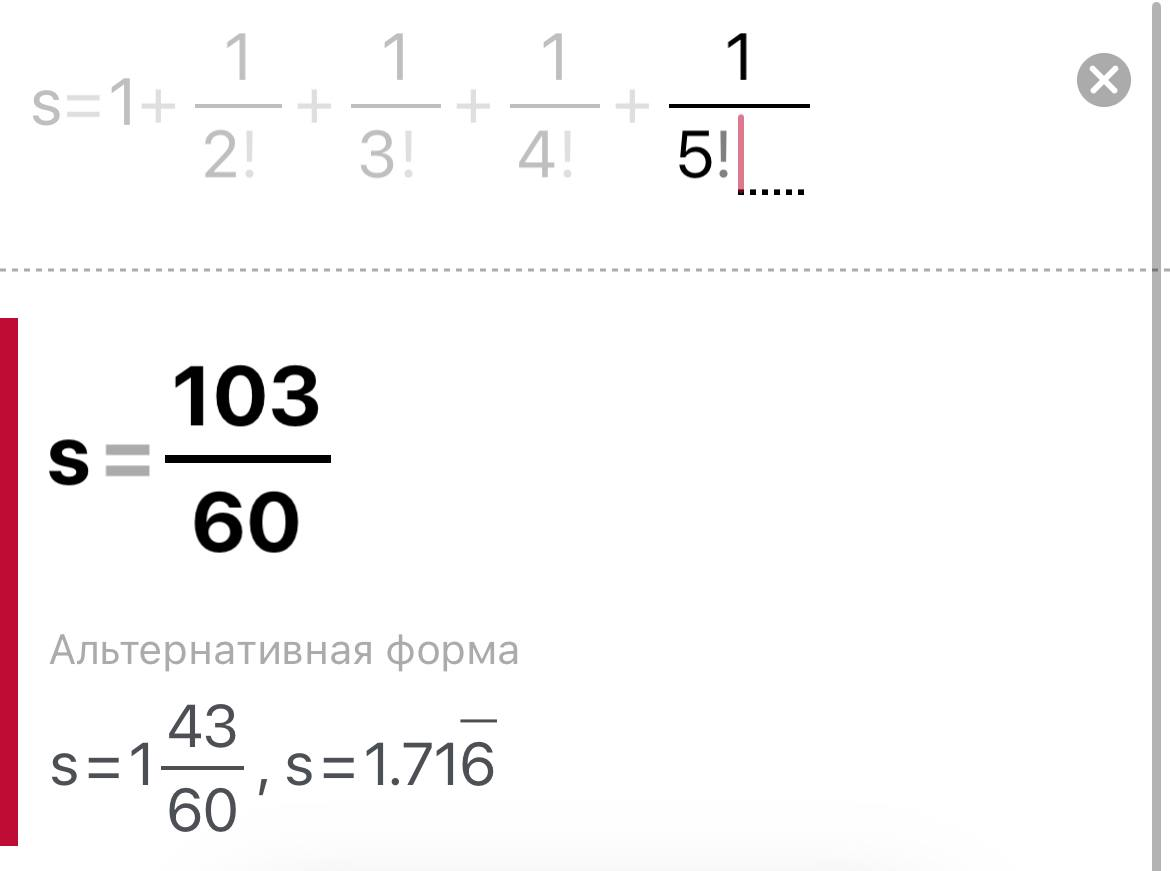 s=1+ 1/2! + 1/3! + 1/4! + 1/5!
s = 103/60
Альтернативная форма
s=1 43/60 , s=1.716̅